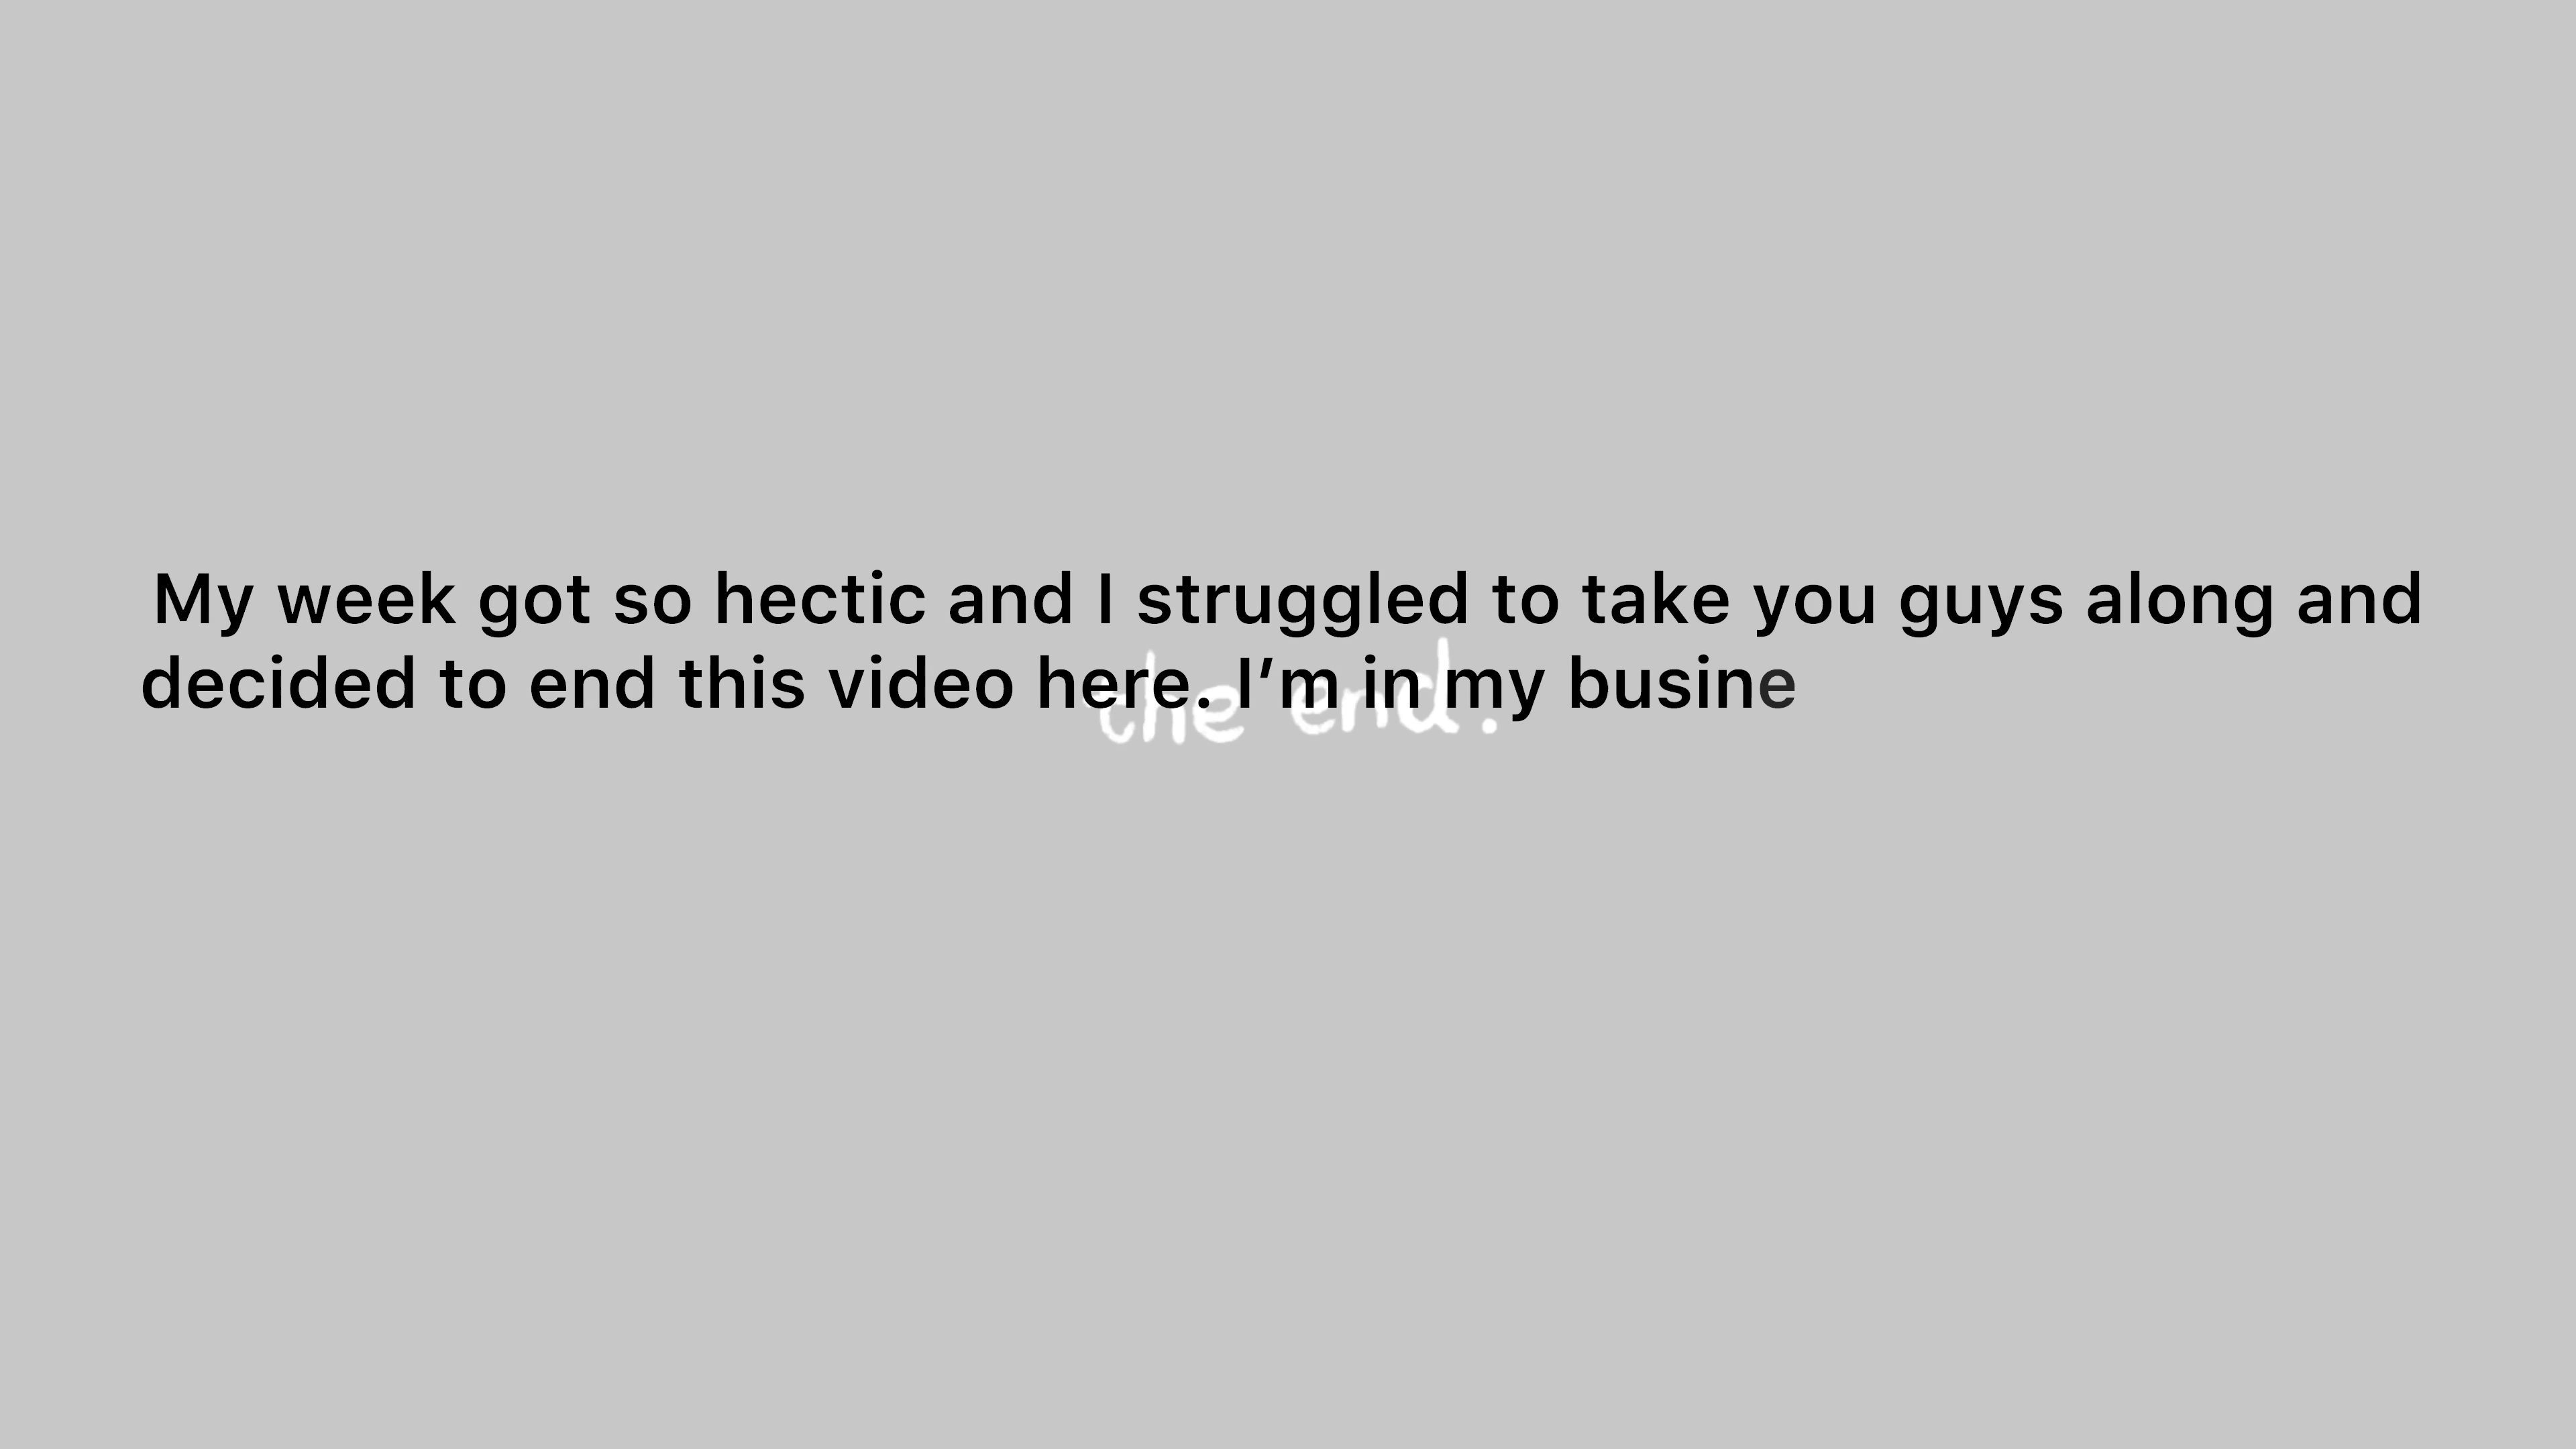 My week got so hectic and I struggled to take you guys along and
decided to end this video here. I’m in my busine
the end.